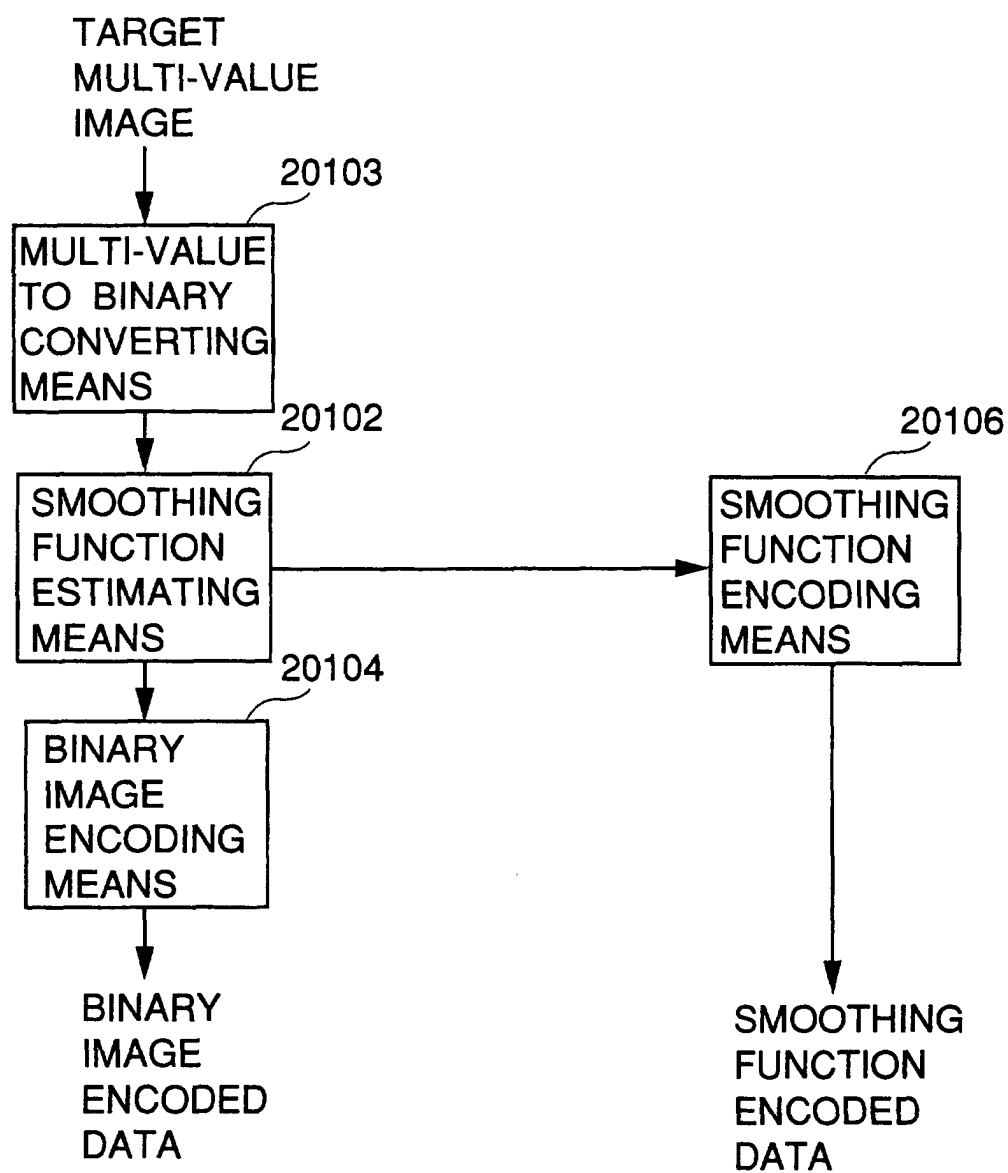 TARGET
MULTI-VALUE
IMAGE
20103
MULTI-VALUE
TO BINARY
CONVERTING
MEANS
20102
SMOOTHING
FUNCTION
ESTIMATING
MEANS
20106
SMOOTHING
FUNCTION
ENCODING
MEANS
20104
BINARY
IMAGE
ENCODING
MEANS
BINARY
IMAGE
ENCODED
DATA
SMOOTHING
FUNCTION
ENCODED
DATA